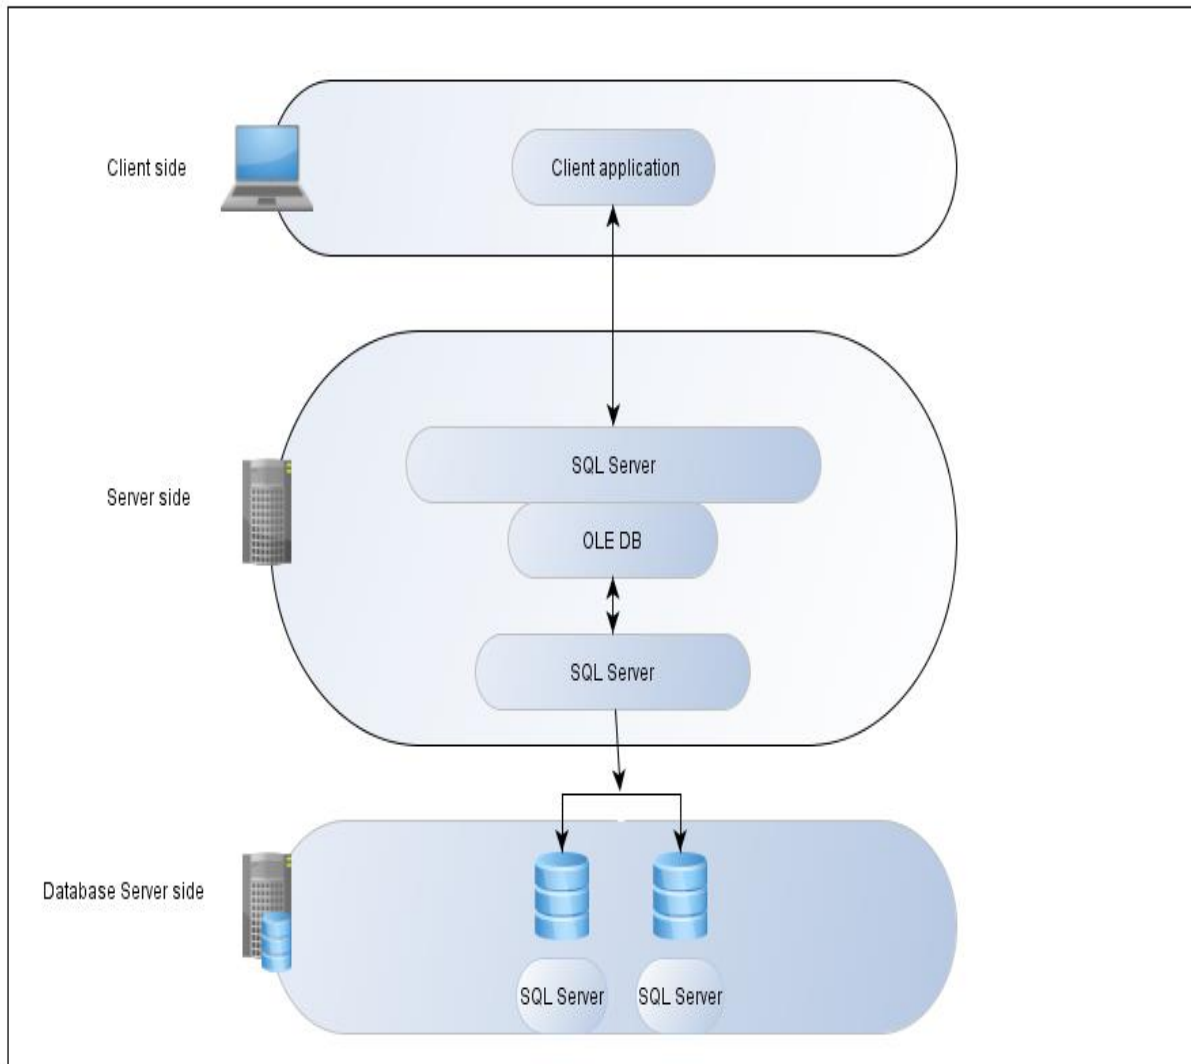 Client side
Client application
SQL Server
Server side
OLE DB
SQL Server
Database Server side
SQL Server
SQL Server